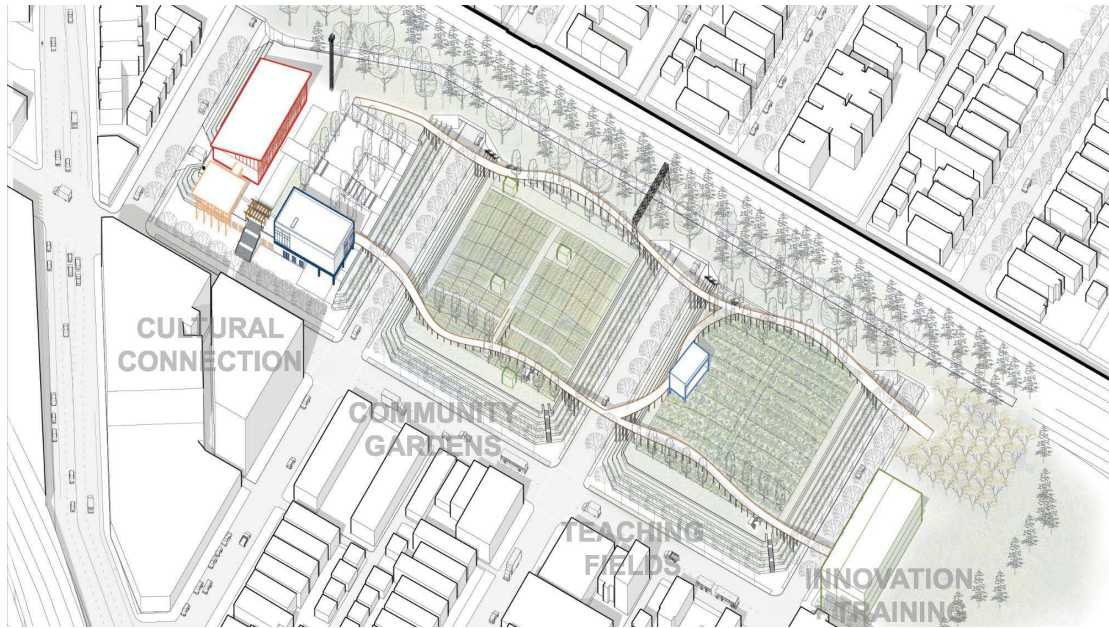 CULTURAL
CONNECTION
COMMUNITY
GARDENS
TEACHING
FIELDS
INNOVATION
TRAINING